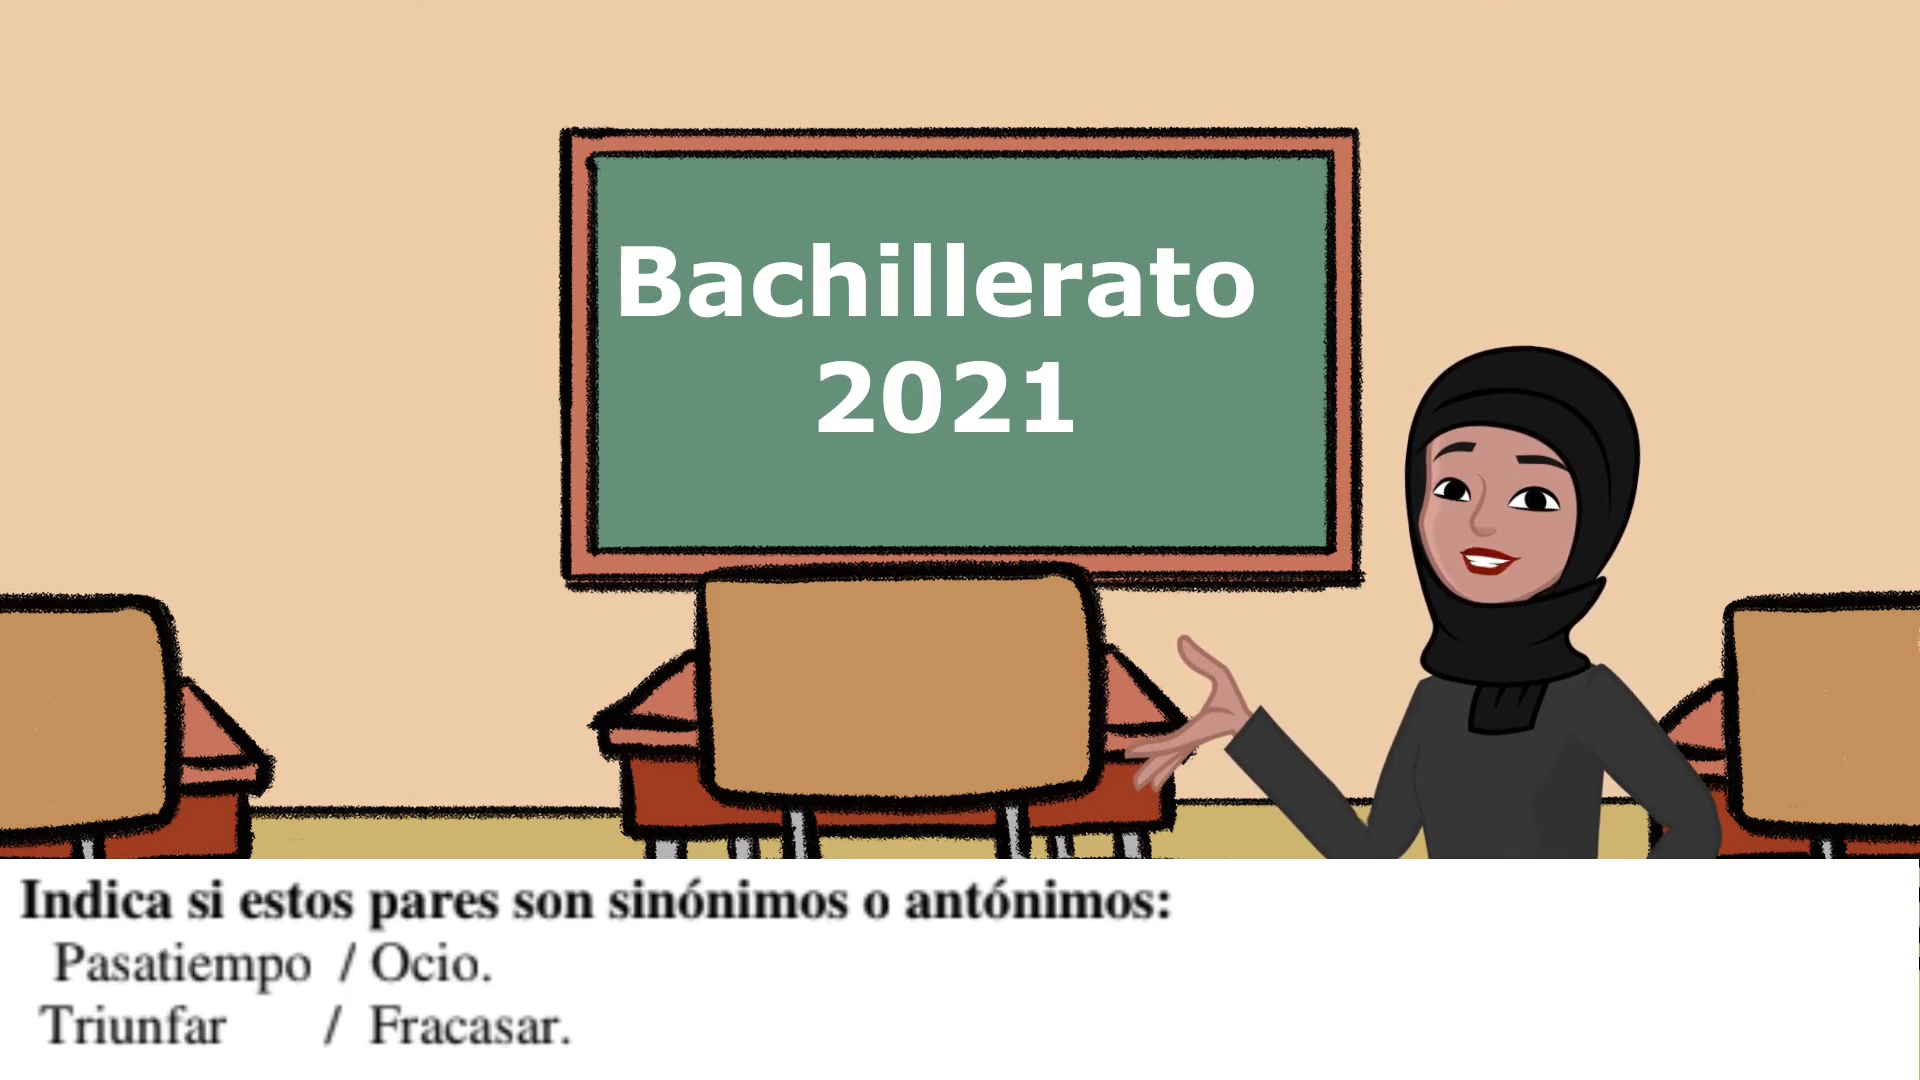 Bachillerato
2021
Indica si estos pares son sinónimos o antónimos:
Pasatiempo / Ocio.
Triunfar / Fracasar.